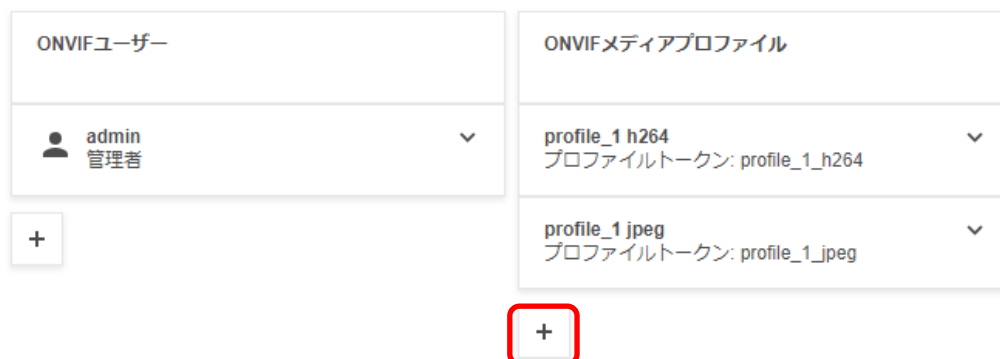 ONVIFユーザー
admin
管理者
+
ONVIFメディアプロファイル
profile_1 h264
プロファイルトークン: profile_1_h264
profile_1 jpeg
プロファイルトークン: profile_1_jpeg
+